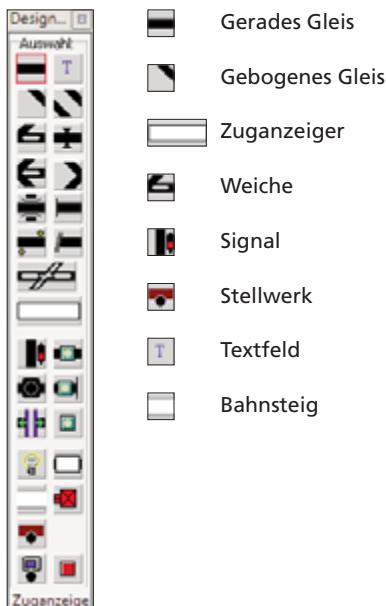 Design...
Auswahl:
T
Zuganzeige
Gerades Gleis
Gebogenes Gleis
Zuganzeiger
Weiche
Signal
Stellwerk
T
Textfeld
Bahnsteig